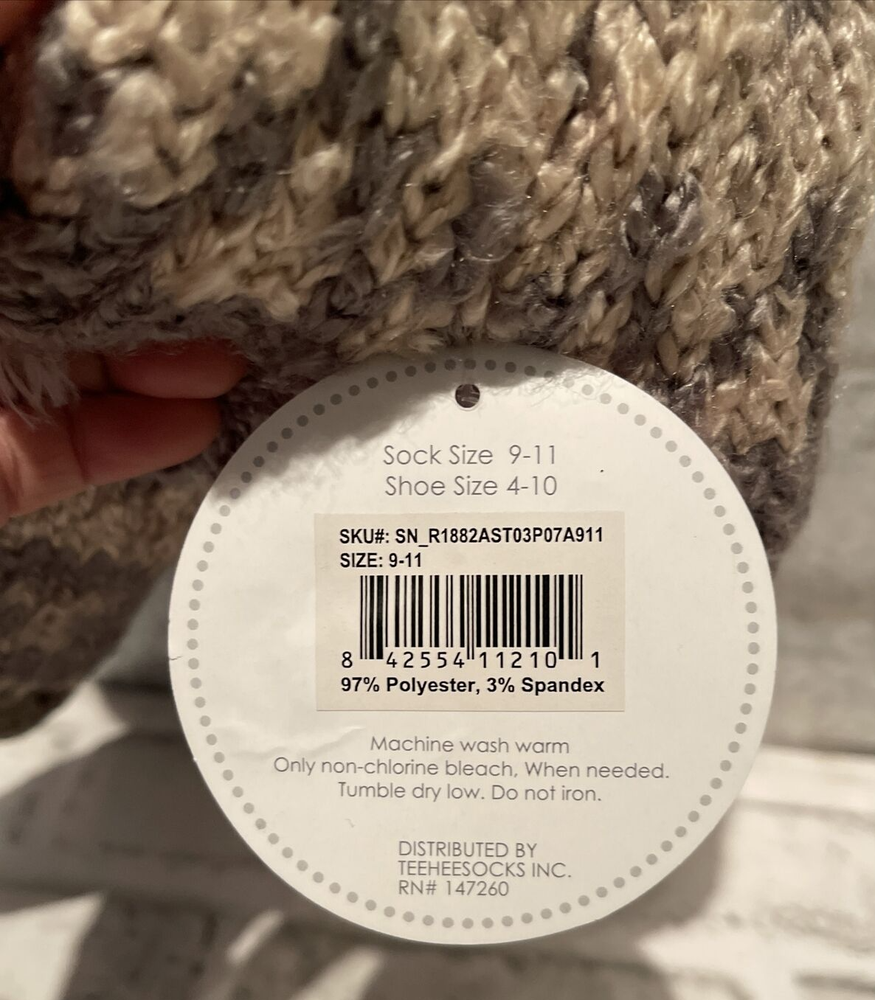 Sock Size 9-11
Shoe Size 4-10
SKU#: SN_R1882AST03P07A911
SIZE: 9-11
8 42554 11210 1
97% Polyester, 3% Spandex
Machine wash warm
Only non-chlorine bleach, When needed.
Tumble dry low. Do not iron.
DISTRIBUTED BY
TEEHEESOCKS INC.
RN# 147260